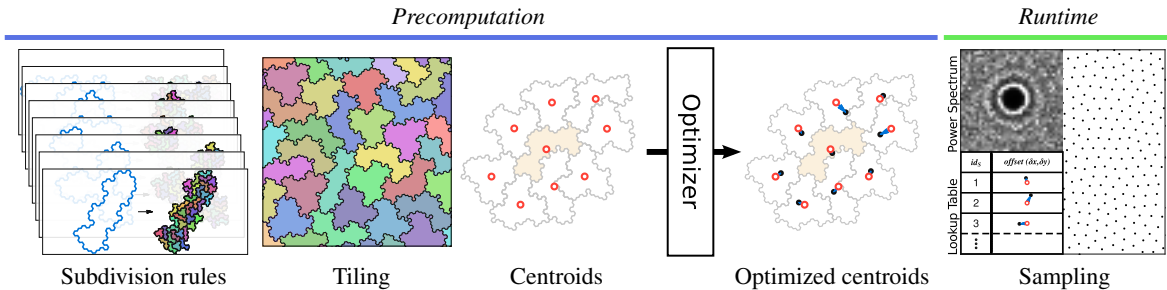 Precomputation
Runtime
Optimizer
Power Spectrum
Lookup Table
id_S
offset (δx,δy)
1
2
3
Subdivision rules
Tiling
Centroids
Optimized centroids
Sampling